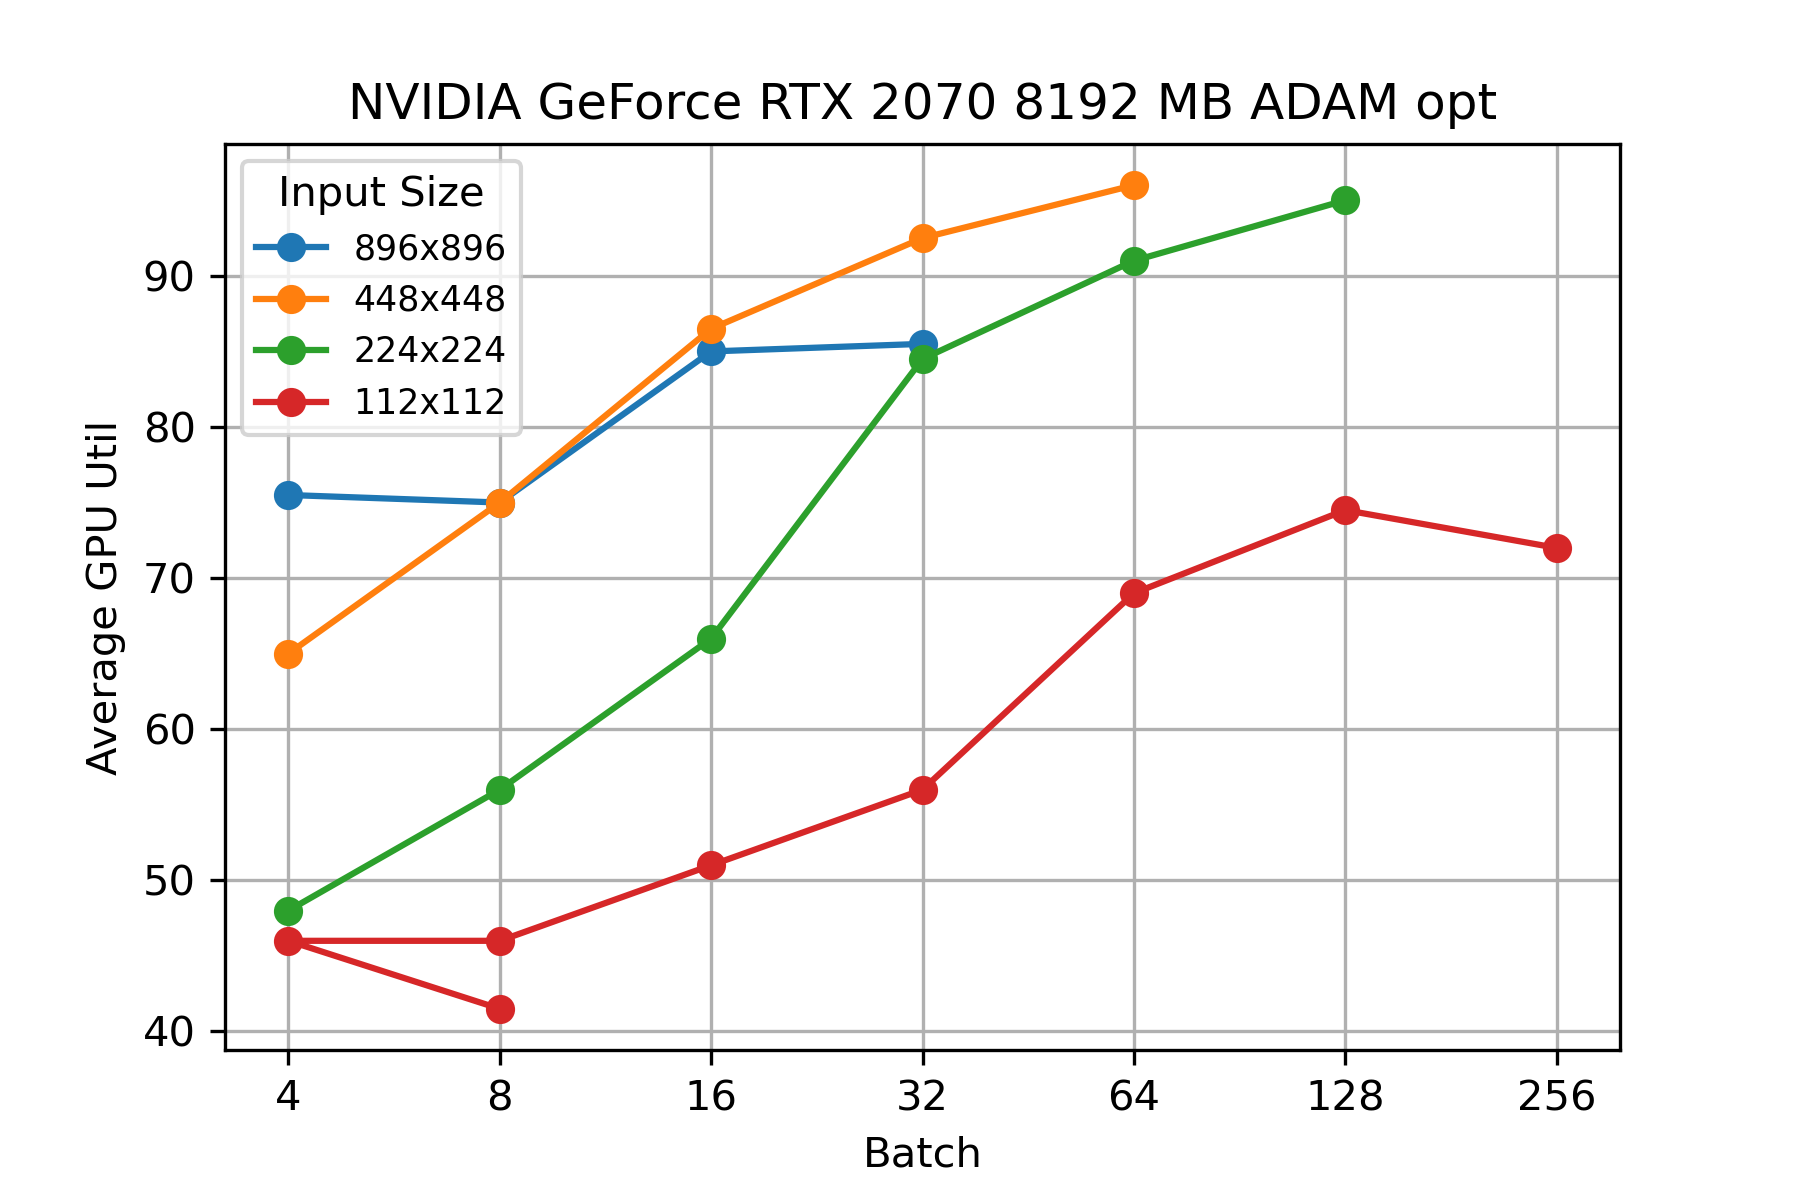 NVIDIA GeForce RTX 2070 8192 MB ADAM opt
Input Size
896x896
448x448
224x224
112x112
Average GPU Util
90
80
70
60
50
40
4 8 16 32 64 128 256
Batch